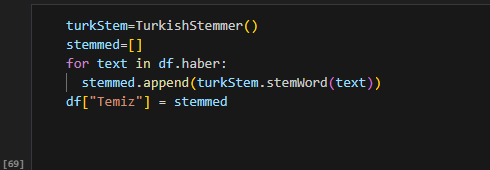 turkStem=TurkishStemmer()
stemmed=[]
for text in df.haber:
  stemmed.append(turkStem.stemWord(text))
df["Temiz"] = stemmed
[69]